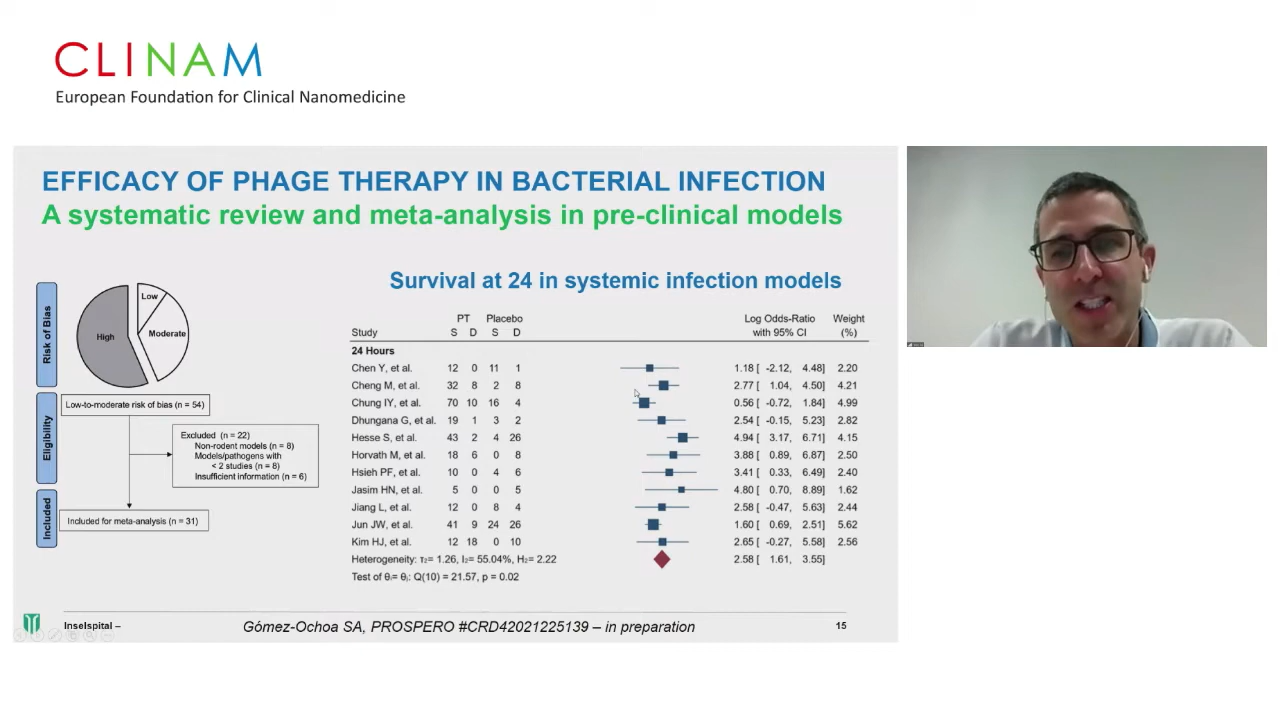 CLINAM
European Foundation for Clinical Nanomedicine
EFFICACY OF PHAGE THERAPY IN BACTERIAL INFECTION
A systematic review and meta-analysis in pre-clinical models
Survival at 24 in systemic infection models
Risk of Bias
High
Low
Moderate
Eligibility
Low-to-moderate risk of bias (n = 54)
Excluded (n = 22)
Non-rodent models (n = 8)
Models/pathogens with
< 2 studies (n = 8)
Insufficient information (n = 6)
Included
Included for meta-analysis (n = 31)
PT Placebo Log Odds-Ratio Weight
Study S D S D with 95% CI (%)
24 Hours
Chen Y, et al. 12 0 11 1 1.18 [ -2.12, 4.48] 2.20
Cheng M, et al. 32 8 2 8 2.77 [ 1.04, 4.50] 4.21
Chung IY, et al. 70 10 16 4 0.56 [ -0.72, 1.84] 4.99
Dhungana G, et al. 19 1 3 2 2.54 [ -0.15, 5.23] 2.82
Hesse S, et al. 43 2 4 26 4.94 [ 3.17, 6.71] 4.15
Horvath M, et al. 18 6 0 8 3.88 [ 0.89, 6.87] 2.50
Hsieh PF, et al. 10 0 4 6 3.41 [ 0.33, 6.49] 2.40
Jasim HN, et al. 5 0 0 5 4.80 [ 0.70, 8.89] 1.62
Jiang L, et al. 12 0 8 4 2.58 [ -0.47, 5.63] 2.44
Jun JW, et al. 41 9 24 26 1.60 [ 0.69, 2.51] 5.62
Kim HJ, et al. 12 18 0 10 2.65 [ -0.27, 5.58] 2.56
Heterogeneity: τ2= 1.26, I2= 55.04%, H2= 2.22 2.58 [ 1.61, 3.55]
Test of θi= θj: Q(10) = 21.57, p = 0.02
Inselspital –
Gómez-Ochoa SA, PROSPERO #CRD42021225139 – in preparation
15